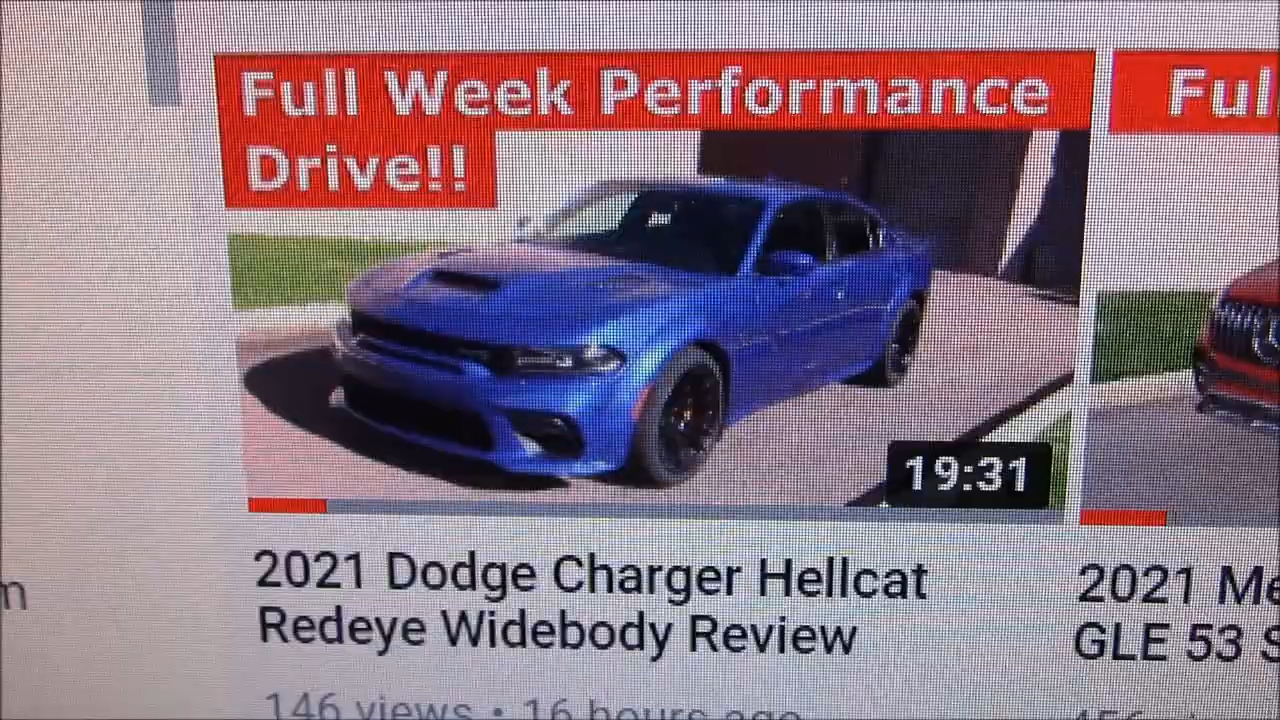 Full Week Performance
Drive!!
Ful
19:31
2021 Dodge Charger Hellcat
Redeye Widebody Review
146 views • 16 hours ago
2021 Me
GLE 53 S
m